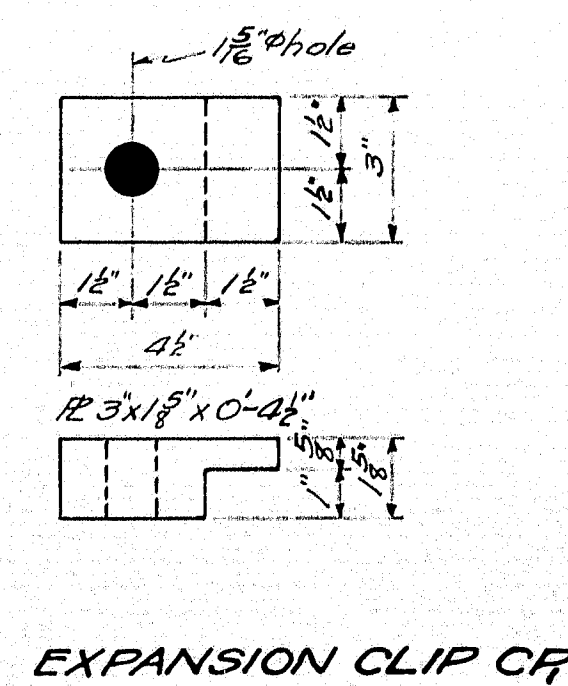 1 5/16" Φ hole
1 1/2"
1 1/2"
3"
1 1/2" 1 1/2" 1 1/2"
4 1/2"
PL 3" x 1 5/8" x 0'-4 1/2"
5/8"
1"
1 5/8"
EXPANSION CLIP CP1